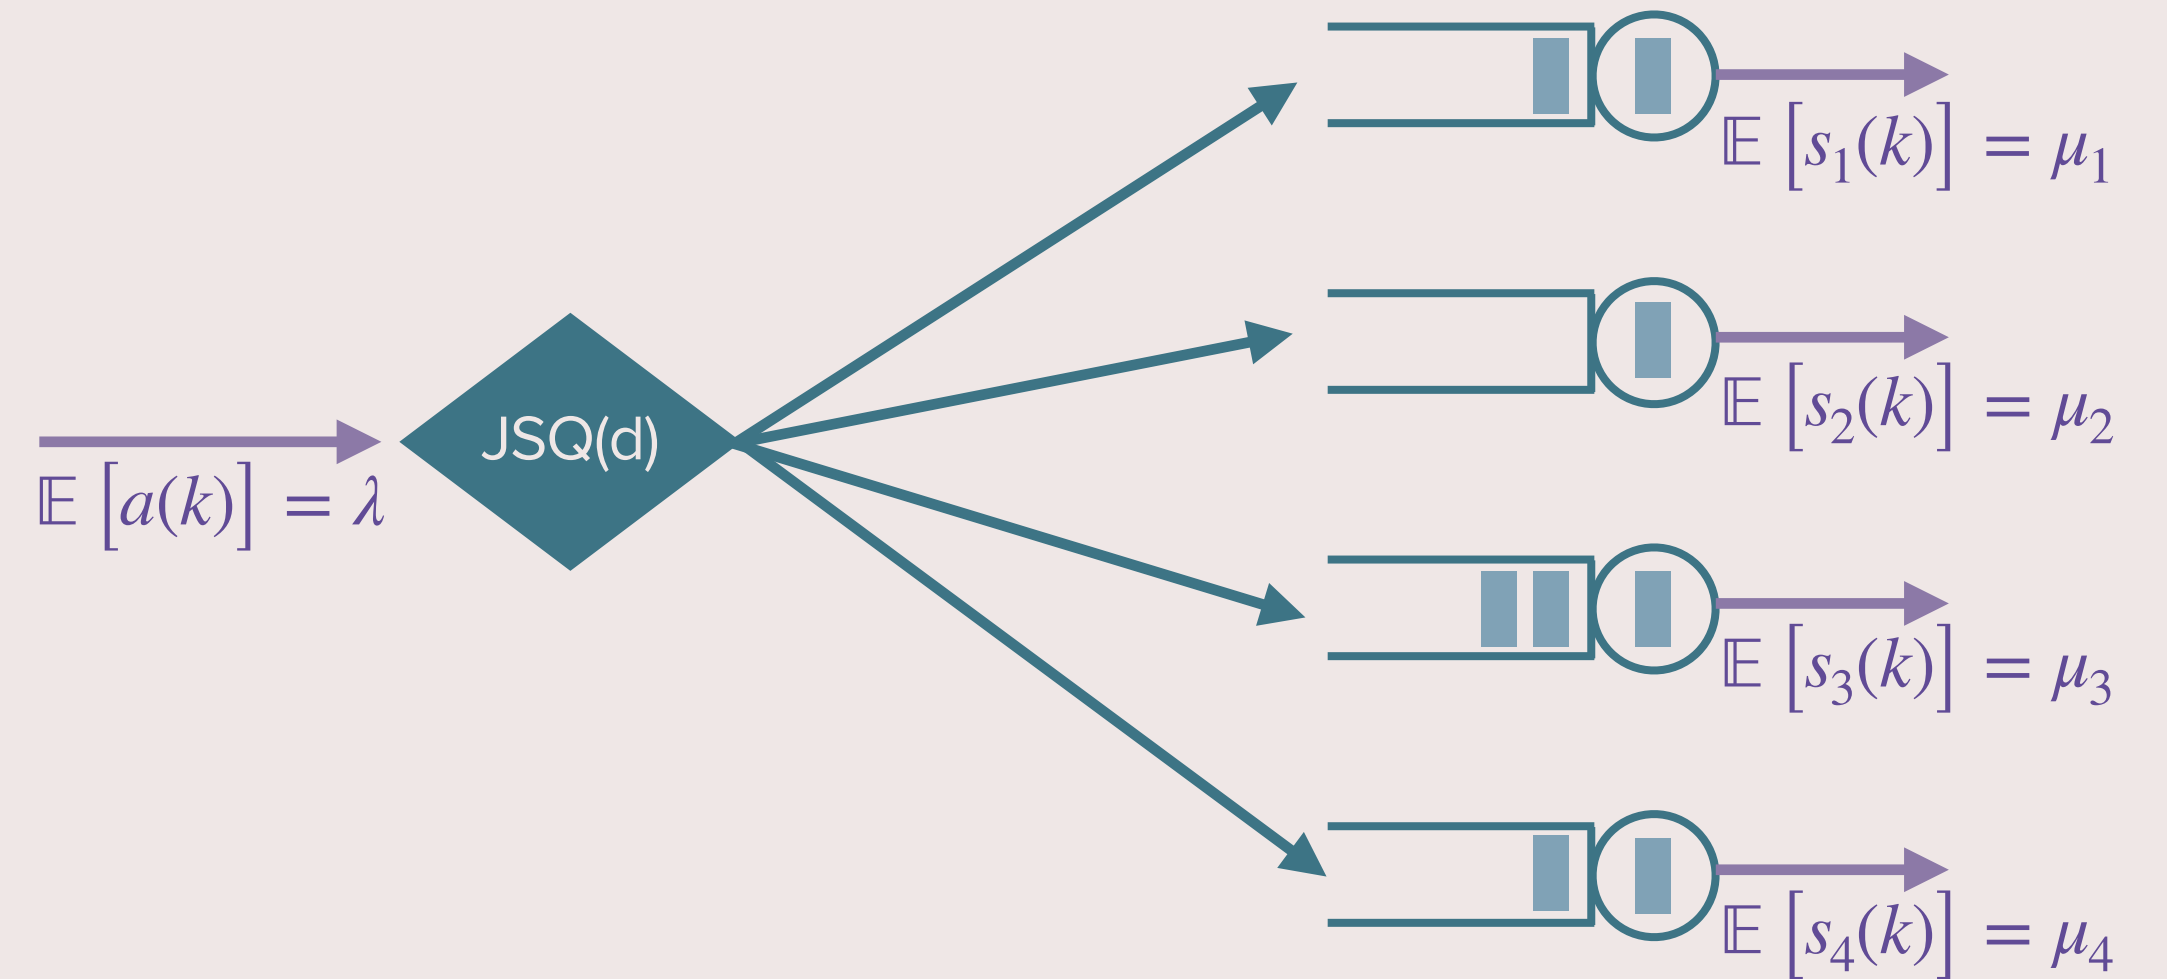 𝔼 [s₁(k)] = μ₁
𝔼 [s₂(k)] = μ₂
JSQ(d)
𝔼 [a(k)] = λ
𝔼 [s₃(k)] = μ₃
𝔼 [s₄(k)] = μ₄